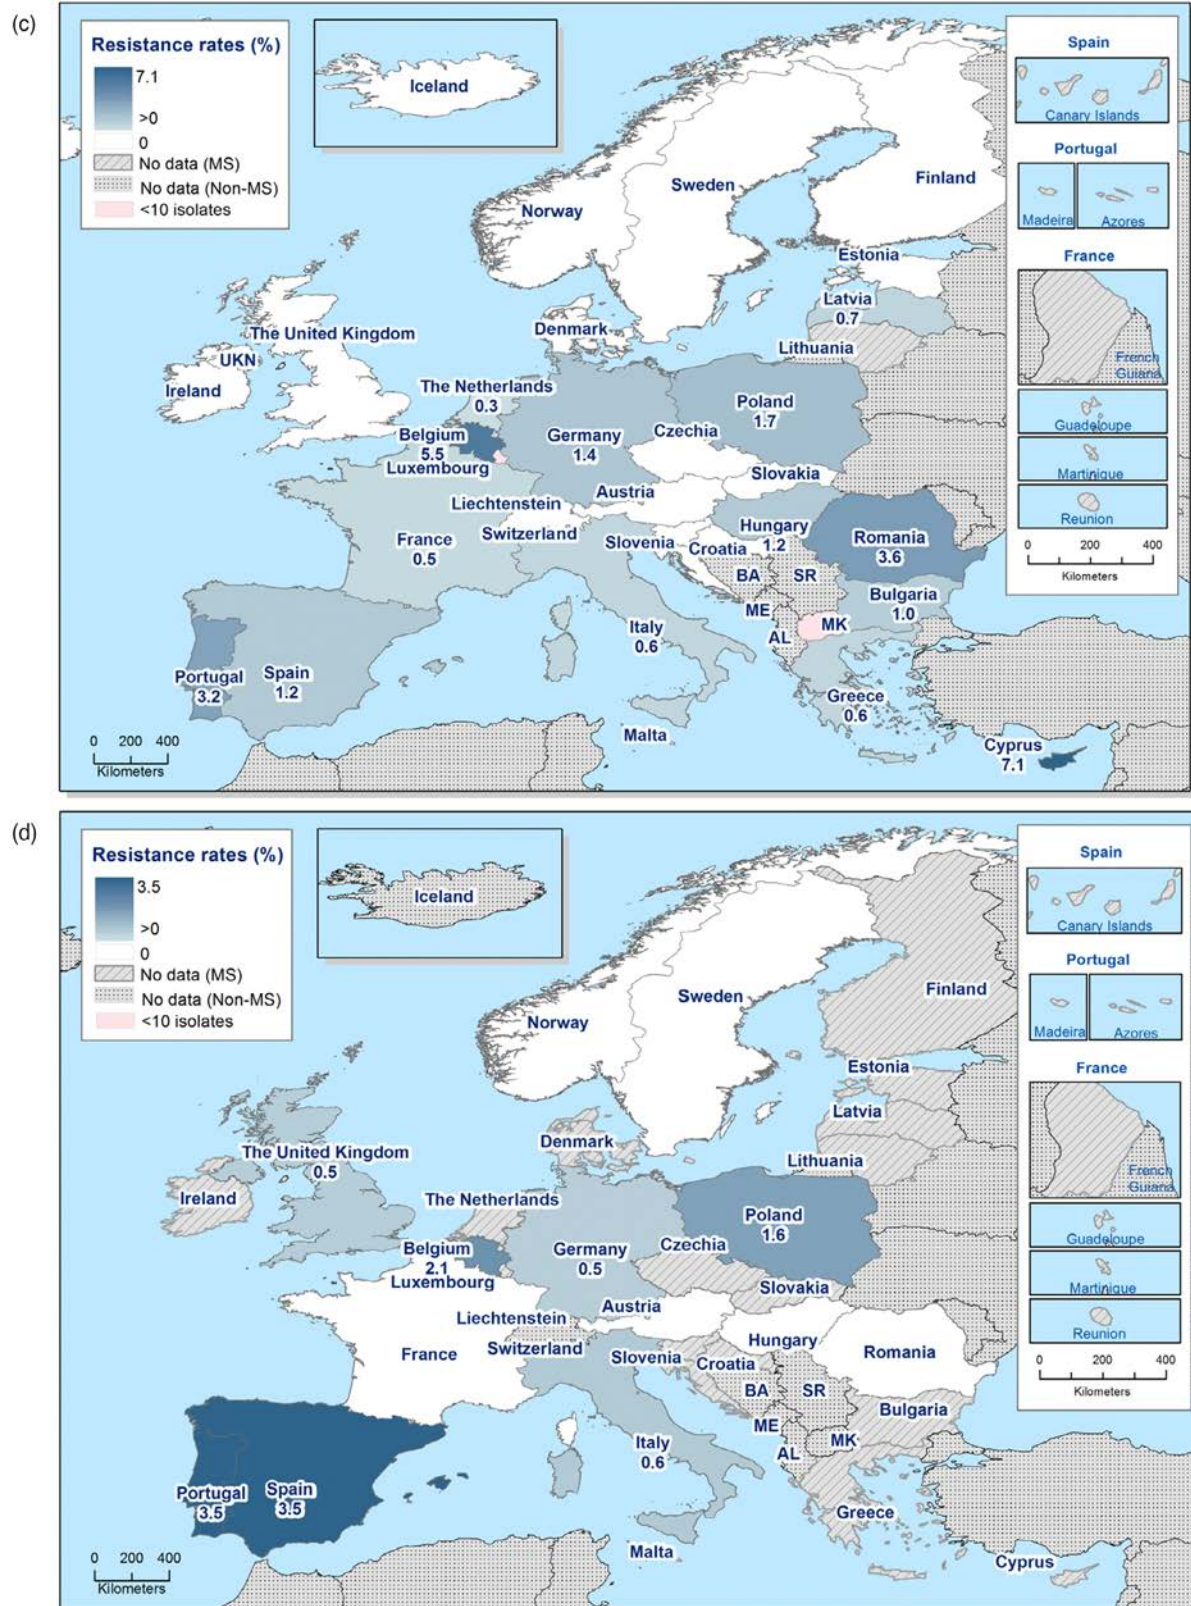 (c)
Resistance rates (%)
7.1
>0
0
No data (MS)
No data (Non-MS)
<10 isolates
Iceland
Spain
Canary Islands
Portugal
Madeira
Azores
France
French
Guiana
Guadeloupe
Martinique
Reunion
0 200 400
Kilometers
Norway
Sweden
Finland
Estonia
Latvia
0.7
Lithuania
Denmark
The United Kingdom
UKN
Ireland
The Netherlands
0.3
Belgium
5.5
Luxembourg
Germany
1.4
Poland
1.7
Czechia
Slovakia
Austria
Liechtenstein
Switzerland
France
0.5
Slovenia
Croatia
Hungary
1.2
Romania
3.6
BA
SR
ME
MK
AL
Bulgaria
1.0
Italy
0.6
Greece
0.6
Portugal
3.2
Spain
1.2
Malta
Cyprus
7.1
0 200 400
Kilometers
(d)
Resistance rates (%)
3.5
>0
0
No data (MS)
No data (Non-MS)
<10 isolates
Iceland
Spain
Canary Islands
Portugal
Madeira
Azores
France
French
Guiana
Guadeloupe
Martinique
Reunion
0 200 400
Kilometers
Norway
Sweden
Finland
Estonia
Latvia
Lithuania
Denmark
The United Kingdom
0.5
Ireland
The Netherlands
Belgium
2.1
Luxembourg
Germany
0.5
Poland
1.6
Czechia
Slovakia
Austria
Liechtenstein
Switzerland
France
Slovenia
Croatia
Hungary
Romania
BA
SR
ME
MK
AL
Bulgaria
Italy
0.6
Greece
Portugal
3.5
Spain
3.5
Malta
Cyprus
0 200 400
Kilometers